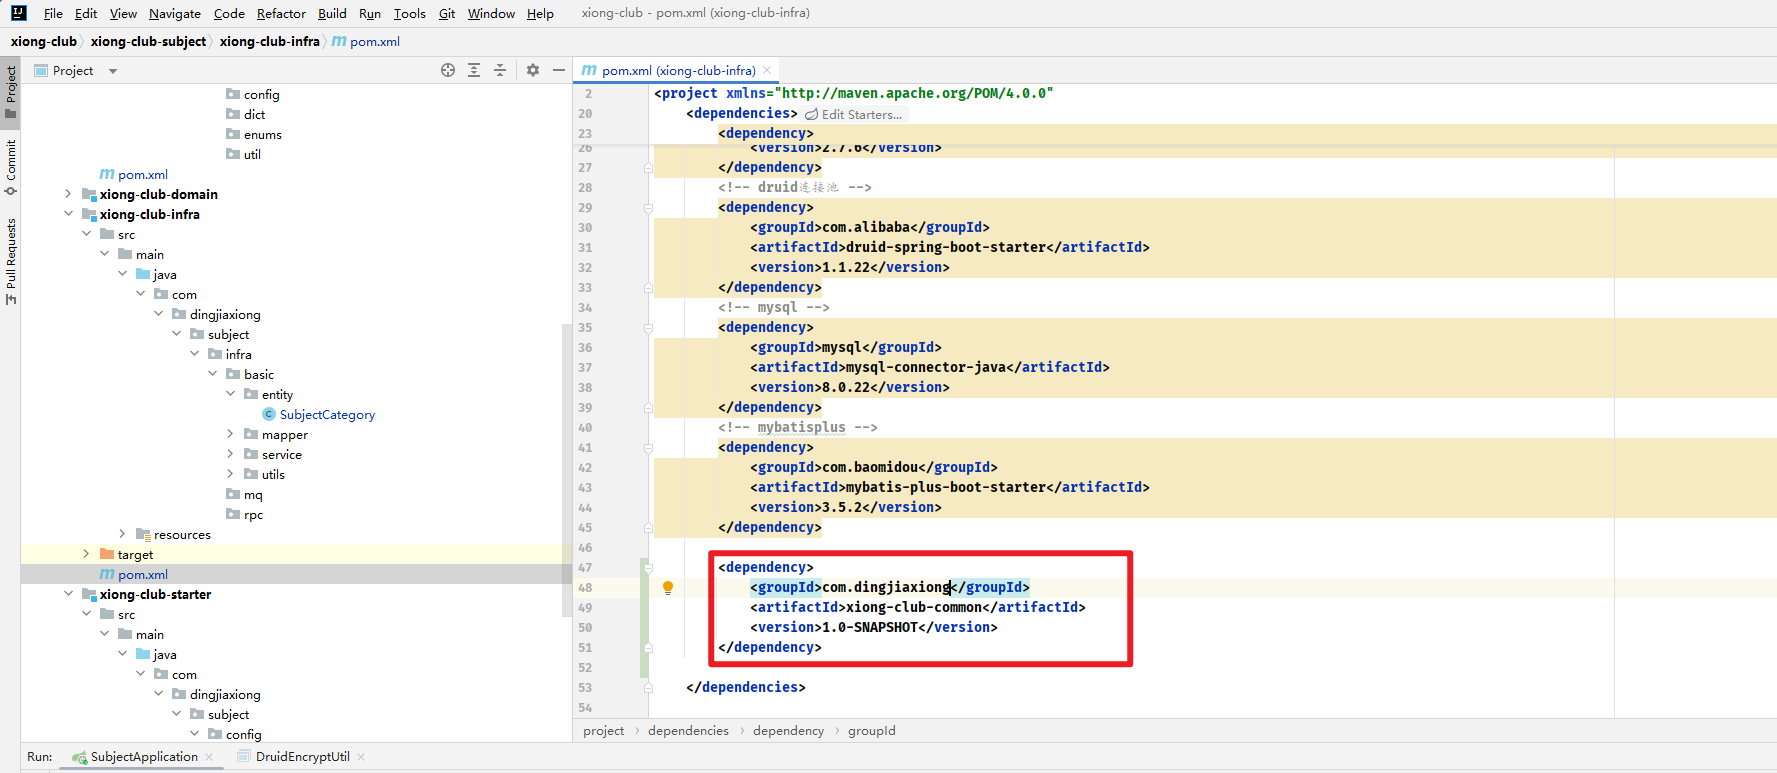 File Edit View Navigate Code Refactor Build Run Tools Git Window Help xiong-club - pom.xml (xiong-club-infra)
xiong-club xiong-club-subject xiong-club-infra m pom.xml
Project
Commit
Pull Requests
Project
config
dict
enums
util
m pom.xml
xiong-club-domain
xiong-club-infra
src
main
java
com
dingjiaxiong
subject
infra
basic
entity
C SubjectCategory
mapper
service
utils
mq
rpc
resources
target
m pom.xml
xiong-club-starter
src
main
java
com
dingjiaxiong
subject
config
m pom.xml (xiong-club-infra)
2 <project xmlns="http://maven.apache.org/POM/4.0.0"
20 <dependencies> Edit Starters...
23 <dependency>
26 <version>2.7.6</version>
27 </dependency>
28 <!-- druid连接池 -->
29 <dependency>
30 <groupId>com.alibaba</groupId>
31 <artifactId>druid-spring-boot-starter</artifactId>
32 <version>1.1.22</version>
33 </dependency>
34 <!-- mysql -->
35 <dependency>
36 <groupId>mysql</groupId>
37 <artifactId>mysql-connector-java</artifactId>
38 <version>8.0.22</version>
39 </dependency>
40 <!-- mybatisplus -->
41 <dependency>
42 <groupId>com.baomidou</groupId>
43 <artifactId>mybatis-plus-boot-starter</artifactId>
44 <version>3.5.2</version>
45 </dependency>
46
47 <dependency>
48 <groupId>com.dingjiaxiong</groupId>
49 <artifactId>xiong-club-common</artifactId>
50 <version>1.0-SNAPSHOT</version>
51 </dependency>
52
53 </dependencies>
54
project dependencies dependency groupId
Run: SubjectApplication DruidEncryptUtil